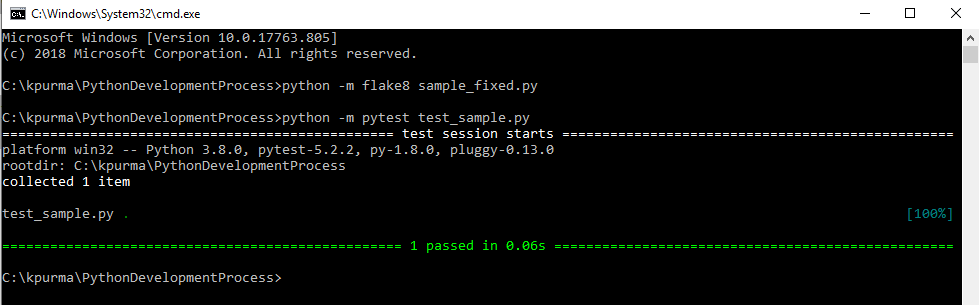 C:\Windows\System32\cmd.exe
Microsoft Windows [Version 10.0.17763.805]
(c) 2018 Microsoft Corporation. All rights reserved.
C:\kpurma\PythonDevelopmentProcess>python -m flake8 sample_fixed.py
C:\kpurma\PythonDevelopmentProcess>python -m pytest test_sample.py
================================================= test session starts =================================================
platform win32 -- Python 3.8.0, pytest-5.2.2, py-1.8.0, pluggy-0.13.0
rootdir: C:\kpurma\PythonDevelopmentProcess
collected 1 item
test_sample.py . [100%]
================================================== 1 passed in 0.06s ==================================================
C:\kpurma\PythonDevelopmentProcess>